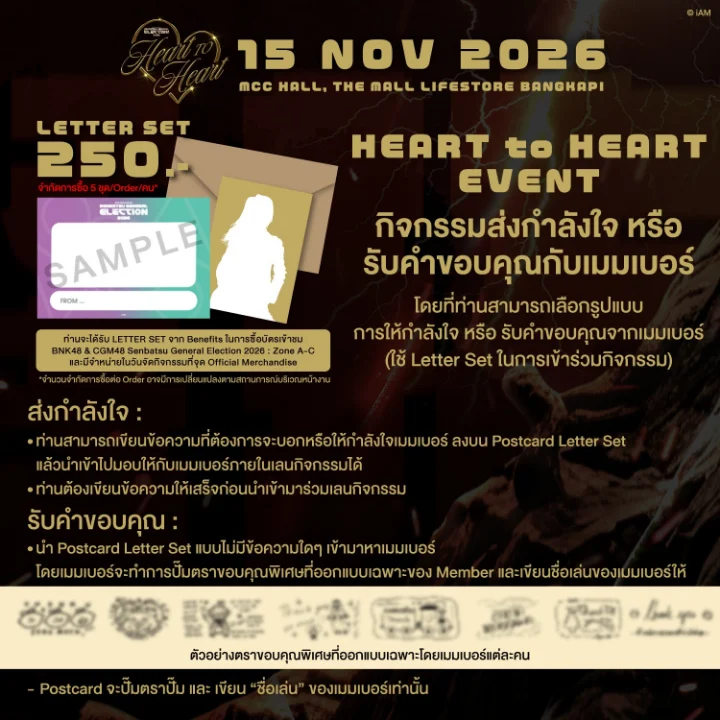 © iAM
Heart to Heart
15 NOV 2026
MCC HALL, THE MALL LIFESTORE BANGKAPI
LETTER SET
250.-
จำกัดการซื้อ 5 ชุด/Order/คน*
SENBATSU GENERAL
ELECTION
2026
SAMPLE
FROM ...
HEART to HEART
EVENT
กิจกรรมส่งกำลังใจ หรือ
รับคำขอบคุณกับเมมเบอร์
โดยที่ท่านสามารถเลือกรูปแบบ
การให้กำลังใจ หรือ รับคำขอบคุณจากเมมเบอร์
(ใช้ Letter Set ในการเข้าร่วมกิจกรรม)
ท่านจะได้รับ LETTER SET จาก Benefits ในการซื้อบัตรเข้าชม
BNK48 & CGM48 Senbatsu General Election 2026 : Zone A-C
และมีจำหน่ายในวันจัดกิจกรรมที่จุด Official Merchandise
*จำนวนจำกัดการซื้อต่อ Order อาจมีการเปลี่ยนแปลงตามสถานการณ์บริเวณหน้างาน
ส่งกำลังใจ :
• ท่านสามารถเขียนข้อความที่ต้องการจะบอกหรือให้กำลังใจเมมเบอร์ ลงบน Postcard Letter Set
แล้วนำเข้าไปมอบให้กับเมมเบอร์ภายในเลนกิจกรรมได้
• ท่านต้องเขียนข้อความให้เสร็จก่อนนำเข้ามาร่วมเลนกิจกรรม
รับคำขอบคุณ :
• นำ Postcard Letter Set แบบไม่มีข้อความใดๆ เข้ามาหาเมมเบอร์
โดยเมมเบอร์จะทำการปั๊มตราขอบคุณพิเศษที่ออกแบบเฉพาะของ Member และเขียนชื่อเล่นของเมมเบอร์ให้
ตัวอย่างตราขอบคุณพิเศษที่ออกแบบเฉพาะโดยเมมเบอร์แต่ละคน
- Postcard จะปั๊มตราปั๊ม และ เขียน “ชื่อเล่น” ของเมมเบอร์เท่านั้น